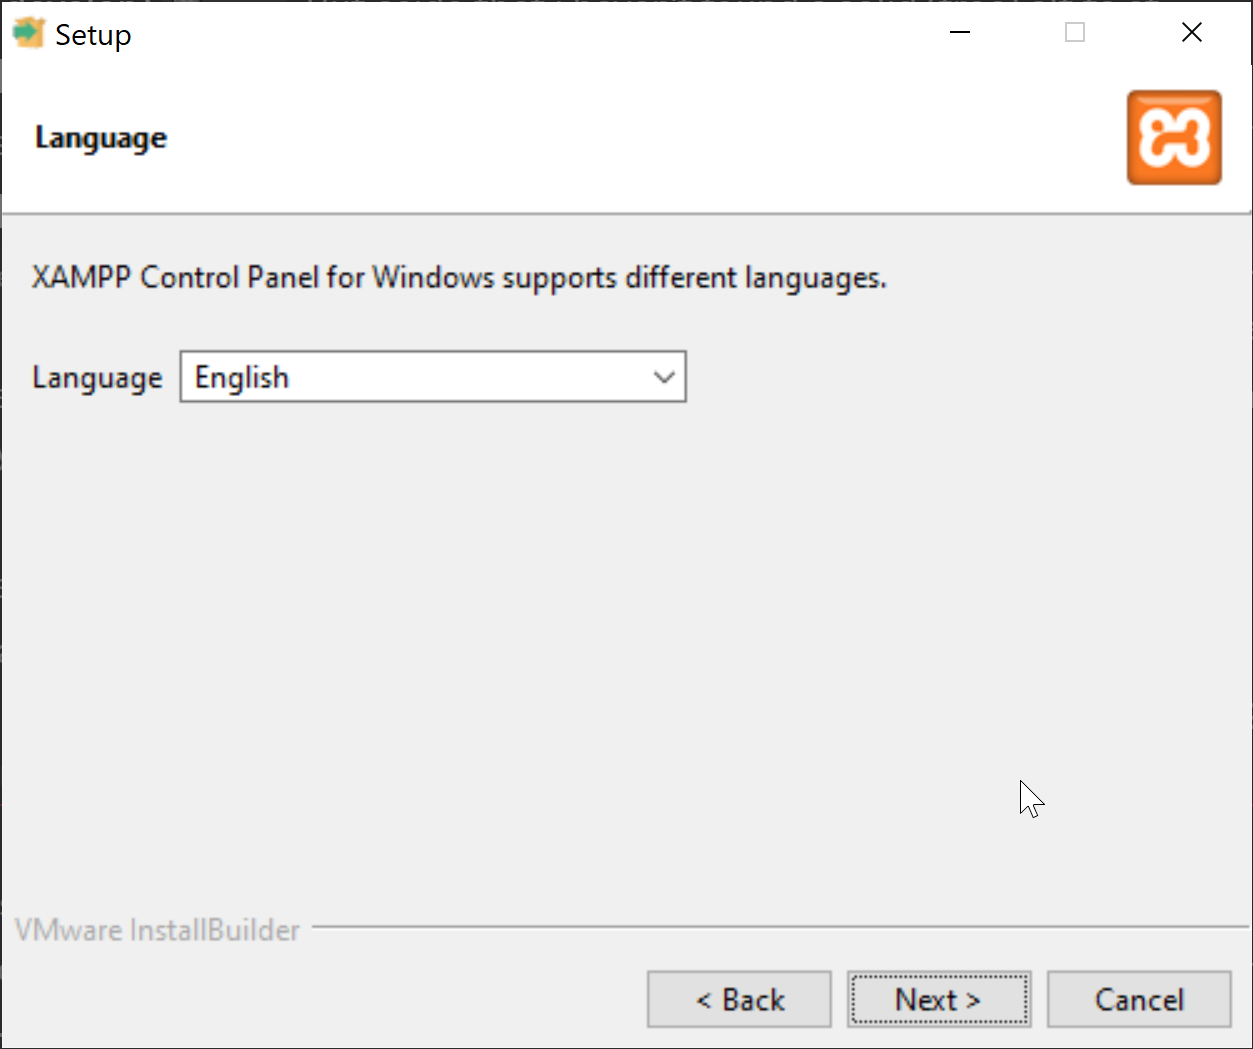 Setup
Language
XAMPP Control Panel for Windows supports different languages.
Language English
VMware InstallBuilder
< Back Next > Cancel